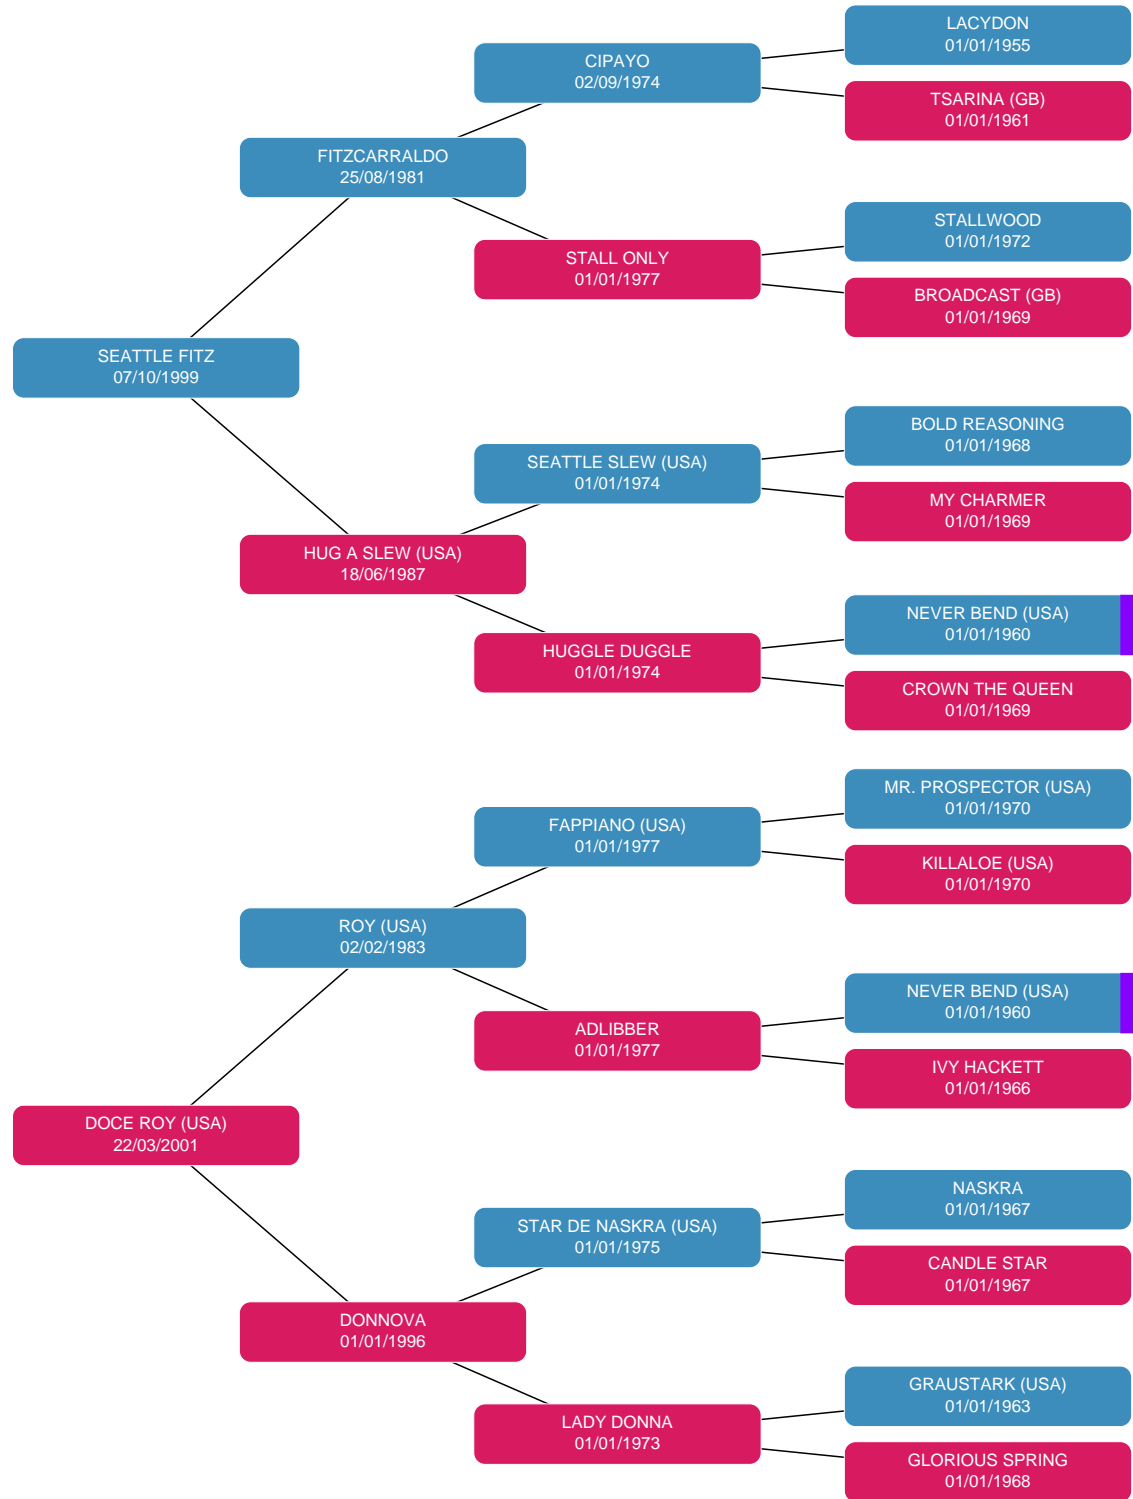 LACYDON
01/01/1955
CIPAYO
02/09/1974
TSARINA (GB)
01/01/1961
FITZCARRALDO
25/08/1981
STALLWOOD
01/01/1972
STALL ONLY
01/01/1977
BROADCAST (GB)
01/01/1969
SEATTLE FITZ
07/10/1999
BOLD REASONING
01/01/1968
SEATTLE SLEW (USA)
01/01/1974
MY CHARMER
01/01/1969
HUG A SLEW (USA)
18/06/1987
NEVER BEND (USA)
01/01/1960
HUGGLE DUGGLE
01/01/1974
CROWN THE QUEEN
01/01/1969
MR. PROSPECTOR (USA)
01/01/1970
FAPPIANO (USA)
01/01/1977
KILLALOE (USA)
01/01/1970
ROY (USA)
02/02/1983
NEVER BEND (USA)
01/01/1960
ADLIBBER
01/01/1977
IVY HACKETT
01/01/1966
DOCE ROY (USA)
22/03/2001
NASKRA
01/01/1967
STAR DE NASKRA (USA)
01/01/1975
CANDLE STAR
01/01/1967
DONNOVA
01/01/1996
GRAUSTARK (USA)
01/01/1963
LADY DONNA
01/01/1973
GLORIOUS SPRING
01/01/1968